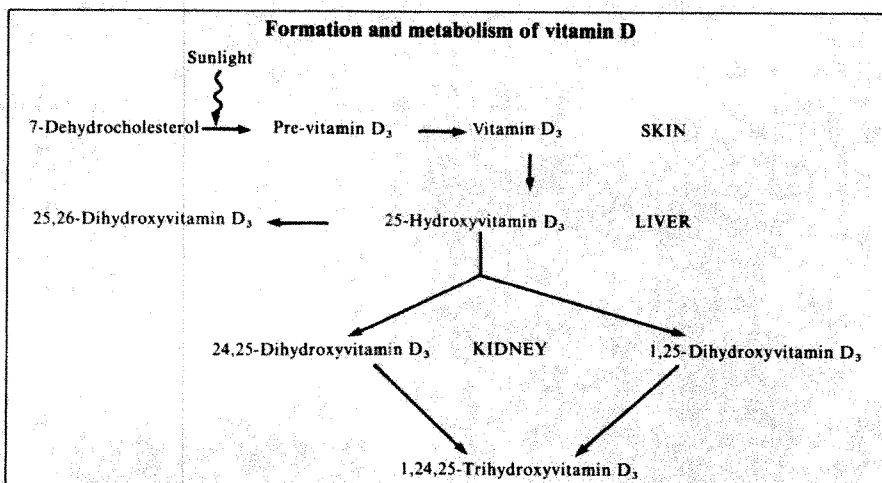 Formation and metabolism of vitamin D
Sunlight
7-Dehydrocholesterol Pre-vitamin D₃ Vitamin D₃ SKIN
25,26-Dihydroxyvitamin D₃ 25-Hydroxyvitamin D₃ LIVER
24,25-Dihydroxyvitamin D₃ KIDNEY 1,25-Dihydroxyvitamin D₃
1,24,25-Trihydroxyvitamin D₃